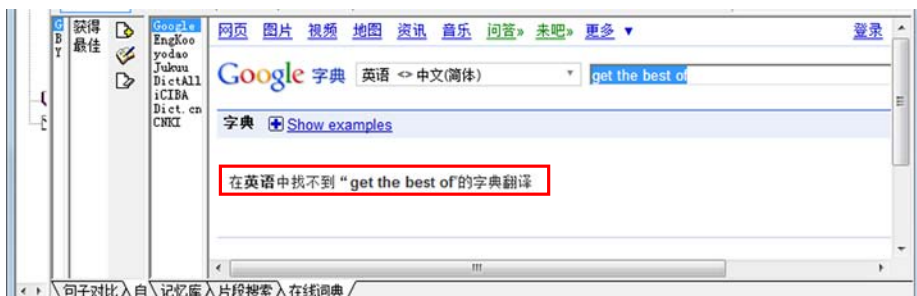 G
B
Y
获得
最佳
Google
EngKoo
yodao
Jukuu
DictAll
iCIBA
Dict.cn
CNKI
网页 图片 视频 地图 资讯 音乐 问答» 来吧» 更多 ▼ 登录
Google 字典 英语 <> 中文(简体) get the best of
字典 Show examples
在英语中找不到“get the best of”的字典翻译
句子对比 自 记忆库 片段搜索 在线词典